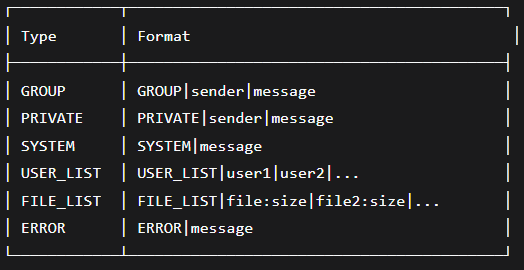 Type │ Format
GROUP │ GROUP|sender|message
PRIVATE │ PRIVATE|sender|message
SYSTEM │ SYSTEM|message
USER_LIST │ USER_LIST|user1|user2|...
FILE_LIST │ FILE_LIST|file:size|file2:size|...
ERROR │ ERROR|message